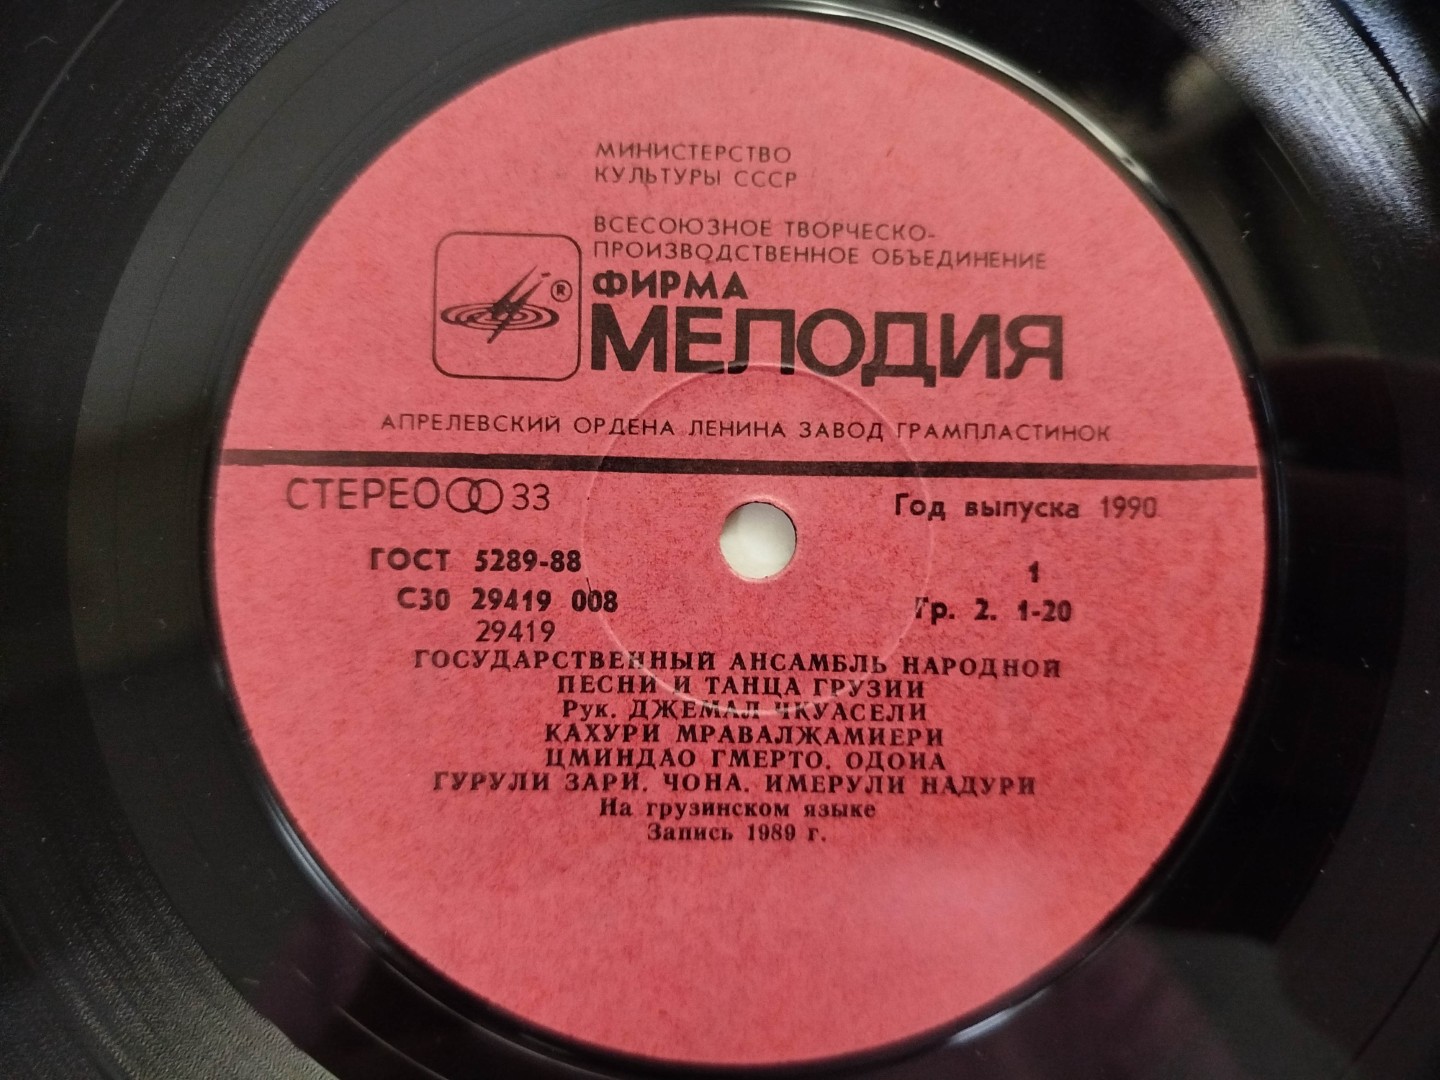 МИНИСТЕРСТВО
КУЛЬТУРЫ СССР
ВСЕСОЮЗНОЕ ТВОРЧЕСКО-
ПРОИЗВОДСТВЕННОЕ ОБЪЕДИНЕНИЕ
®
ФИРМА
МЕЛОДИЯ
АПРЕЛЕВСКИЙ ОРДЕНА ЛЕНИНА ЗАВОД ГРАМПЛАСТИНОК
СТЕРЕО 33
Год выпуска 1990
ГОСТ 5289-88
1
С30 29419 008
Гр. 2. 1-20
29419
ГОСУДАРСТВЕННЫЙ АНСАМБЛЬ НАРОДНОЙ
ПЕСНИ И ТАНЦА ГРУЗИИ
Рук. ДЖЕМАЛ ЧКУАСЕЛИ
КАХУРИ МРАВАЛЖАМИЕРИ
ЦМИНДАО ГМЕРТО. ОДОИА
ГУРУЛИ ЗАРИ. ЧОНА. ИМЕРУЛИ НАДУРИ
На грузинском языке
Запись 1989 г.